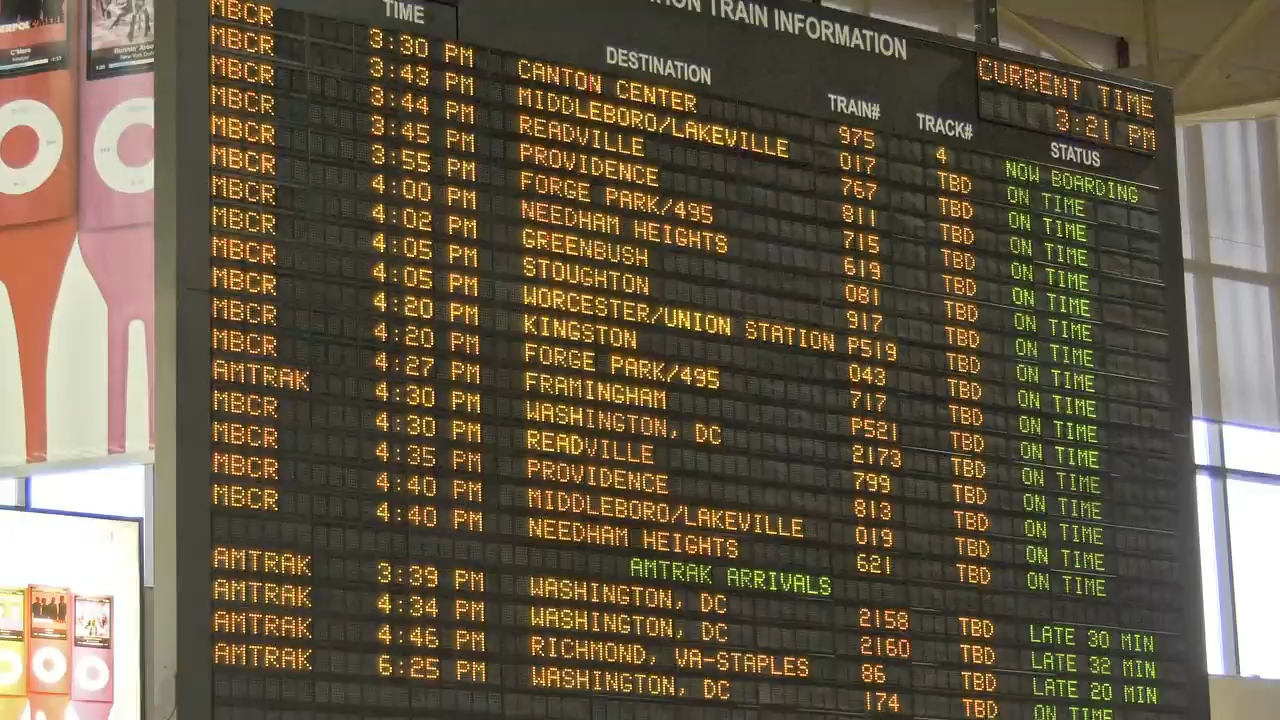 TRAIN INFORMATION
TIME DESTINATION TRAIN# TRACK# STATUS
CURRENT TIME
3:21 PM
MBCR 3:30 PM CANTON CENTER 975 4 NOW BOARDING
MBCR 3:43 PM MIDDLEBORO/LAKEVILLE 017 TBD ON TIME
MBCR 3:44 PM READVILLE 767 TBD ON TIME
MBCR 3:45 PM PROVIDENCE 811 TBD ON TIME
MBCR 3:55 PM FORGE PARK/495 715 TBD ON TIME
MBCR 4:00 PM NEEDHAM HEIGHTS 619 TBD ON TIME
MBCR 4:02 PM GREENBUSH 081 TBD ON TIME
MBCR 4:05 PM STOUGHTON 917 TBD ON TIME
MBCR 4:05 PM WORCESTER/UNION STATION P519 TBD ON TIME
MBCR 4:20 PM KINGSTON 043 TBD ON TIME
MBCR 4:20 PM FORGE PARK/495 717 TBD ON TIME
MBCR 4:27 PM FRAMINGHAM P521 TBD ON TIME
AMTRAK 4:30 PM WASHINGTON, DC 2173 TBD ON TIME
MBCR 4:30 PM READVILLE 799 TBD ON TIME
MBCR 4:35 PM PROVIDENCE 813 TBD ON TIME
MBCR 4:40 PM MIDDLEBORO/LAKEVILLE 019 TBD ON TIME
MBCR 4:40 PM NEEDHAM HEIGHTS 621 TBD ON TIME
AMTRAK ARRIVALS
AMTRAK 3:39 PM WASHINGTON, DC 2158 TBD LATE 30 MIN
AMTRAK 4:34 PM WASHINGTON, DC 2160 TBD LATE 32 MIN
AMTRAK 4:46 PM RICHMOND, VA-STAPLES 86 TBD LATE 20 MIN
AMTRAK 6:25 PM WASHINGTON, DC 174 TBD ON TIME